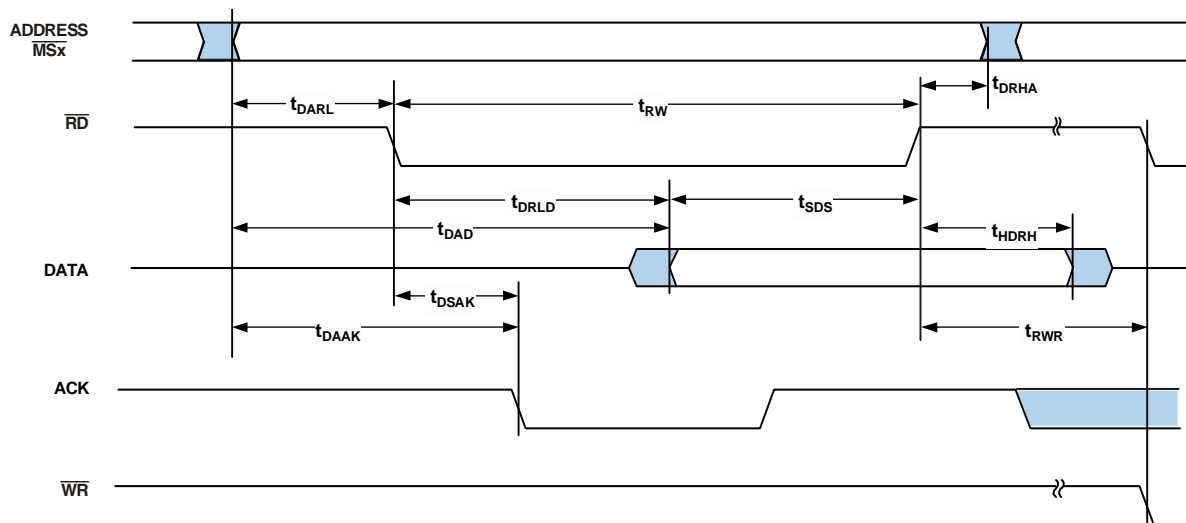 ADDRESS
MSx
tDRHA
tDARL
tRW
RD
tDRLD
tSDS
tDAD
tHDRH
DATA
tDSAK
tDAAK
tRWR
ACK
WR